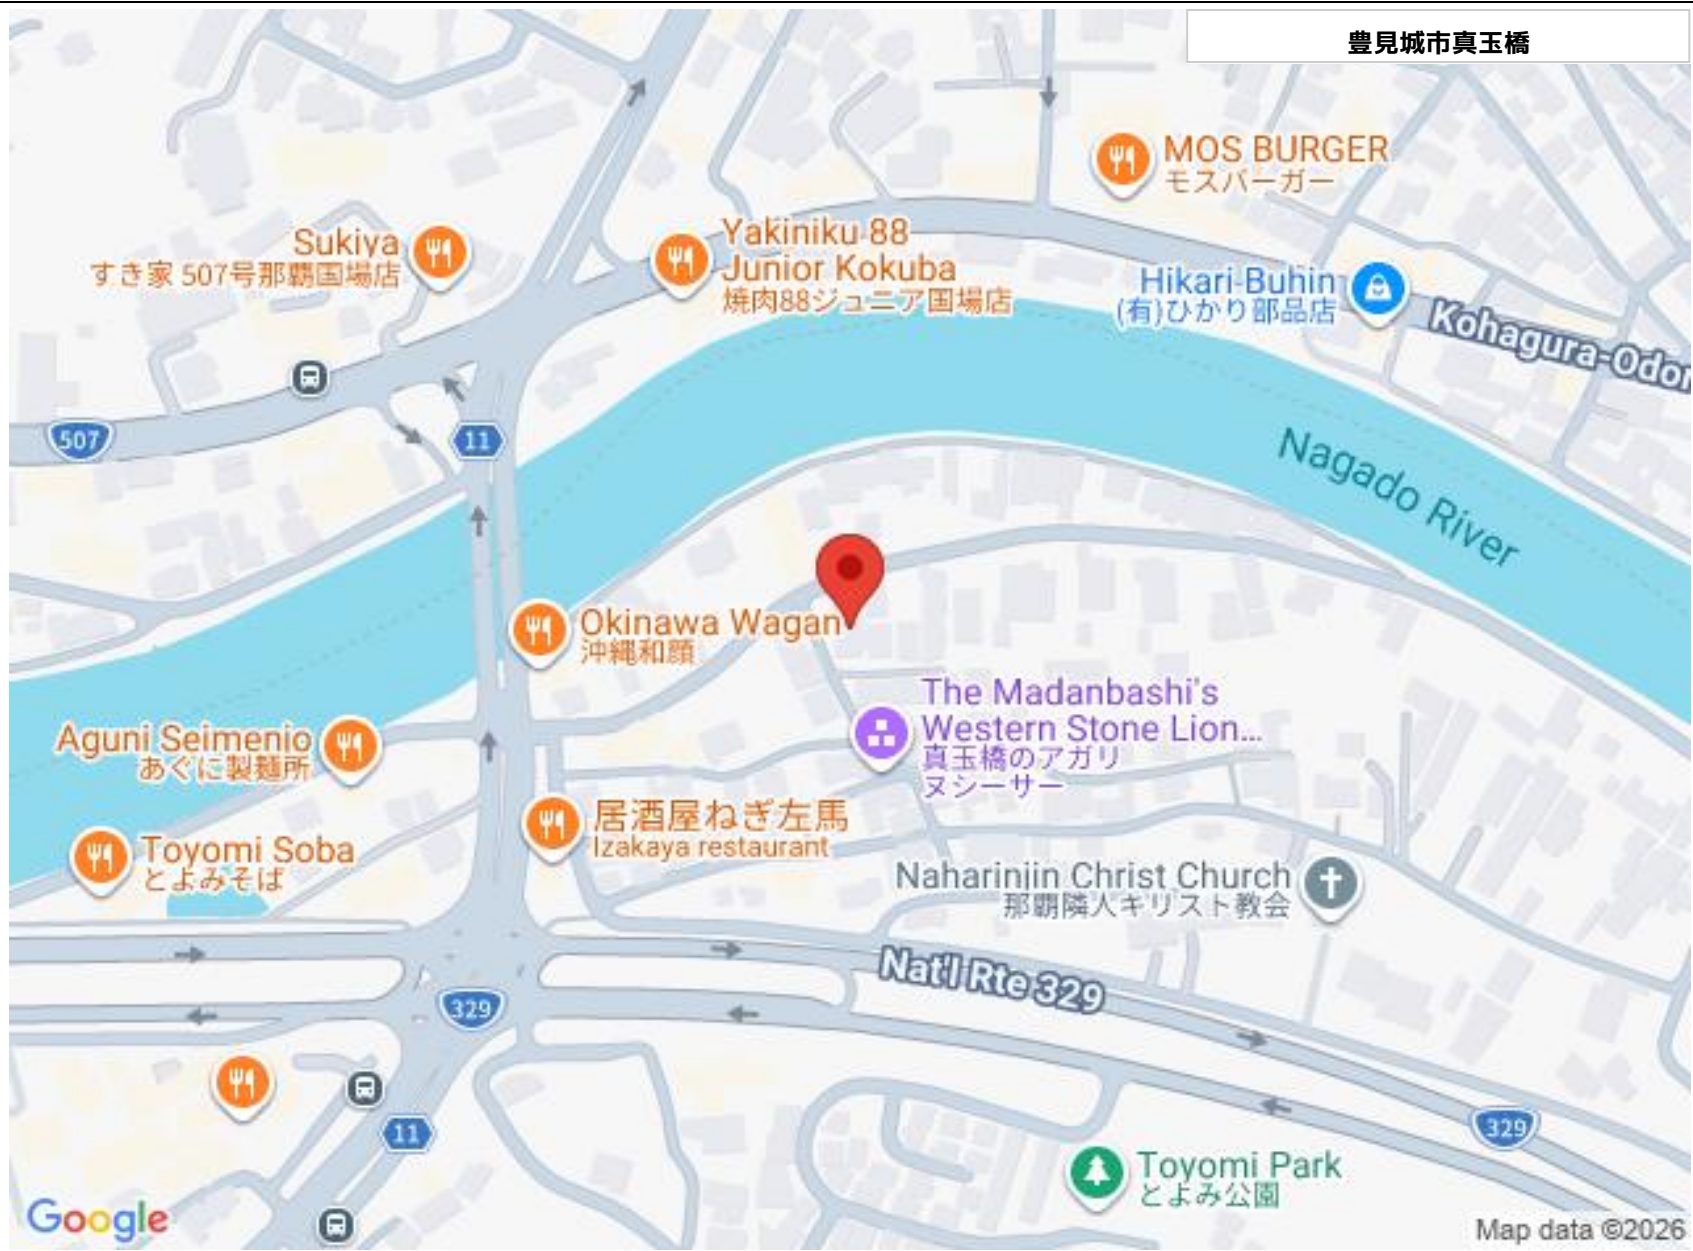 豊見城市真玉橋
MOS BURGER
モスバーガー
Sukiya
すき家 507号那覇国場店
Yakiniku 88
Junior Kokuba
焼肉88ジュニア国場店
Hikari Buhin
(有)ひかり部品店
Kohagura-Odor
507
11
Nagado River
Okinawa Wagan
沖縄和顔
The Madanbashi's
Western Stone Lion...
真玉橋のアガリ
ヌシーサー
Aguni Seimenjo
あぐに製麺所
居酒屋ねぎ左馬
Izakaya restaurant
Toyomi Soba
とよみそば
Naharinjin Christ Church
那覇隣人キリスト教会
Nat'l Rte 329
329
329
11
Toyomi Park
とよみ公園
Google
Map data ©2026